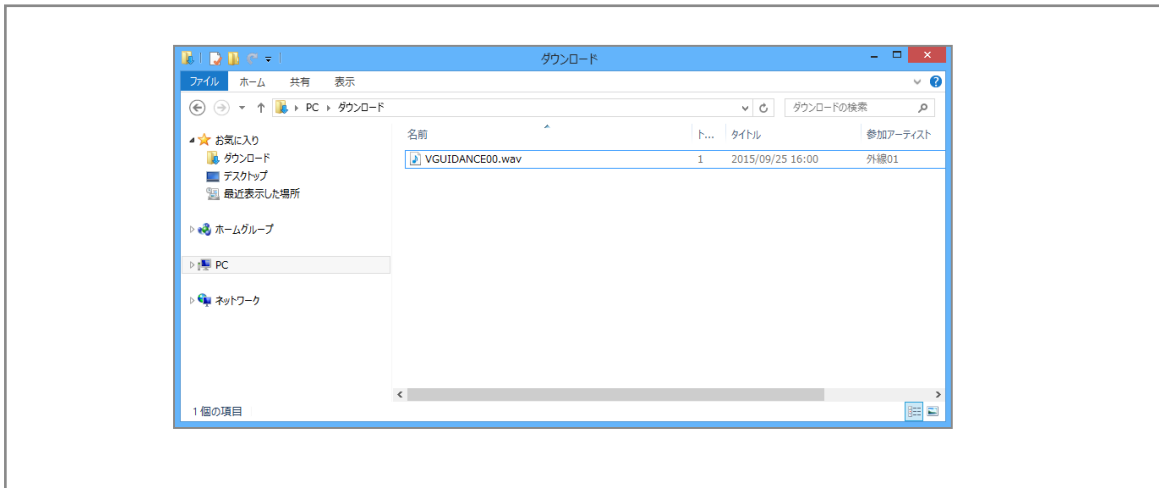 ダウンロード
ファイル ホーム 共有 表示
PC ダウンロード ダウンロードの検索
お気に入り
ダウンロード
デスクトップ
最近表示した場所
ホームグループ
PC
ネットワーク
名前 ト... タイトル 参加アーティスト
VGUIDANCE00.wav 1 2015/09/25 16:00 外線01
1 個の項目